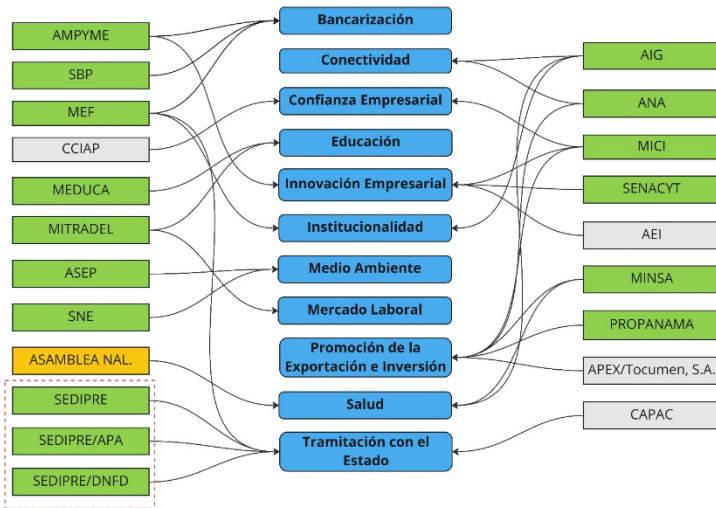 AMPYME
SBP
MEF
CCIAP
MEDUCA
MITRADEL
ASEP
SNE
ASAMBLEA NAL.
SEDIPRE
SEDIPRE/APA
SEDIPRE/DNFD
Bancarización
Conectividad
Confianza Empresarial
Educación
Innovación Empresarial
Institucionalidad
Medio Ambiente
Mercado Laboral
Promoción de la
Exportación e Inversión
Salud
Tramitación con el
Estado
AIG
ANA
MICI
SENACYT
AEI
MINSA
PROPANAMA
APEX/Tocumen, S.A.
CAPAC